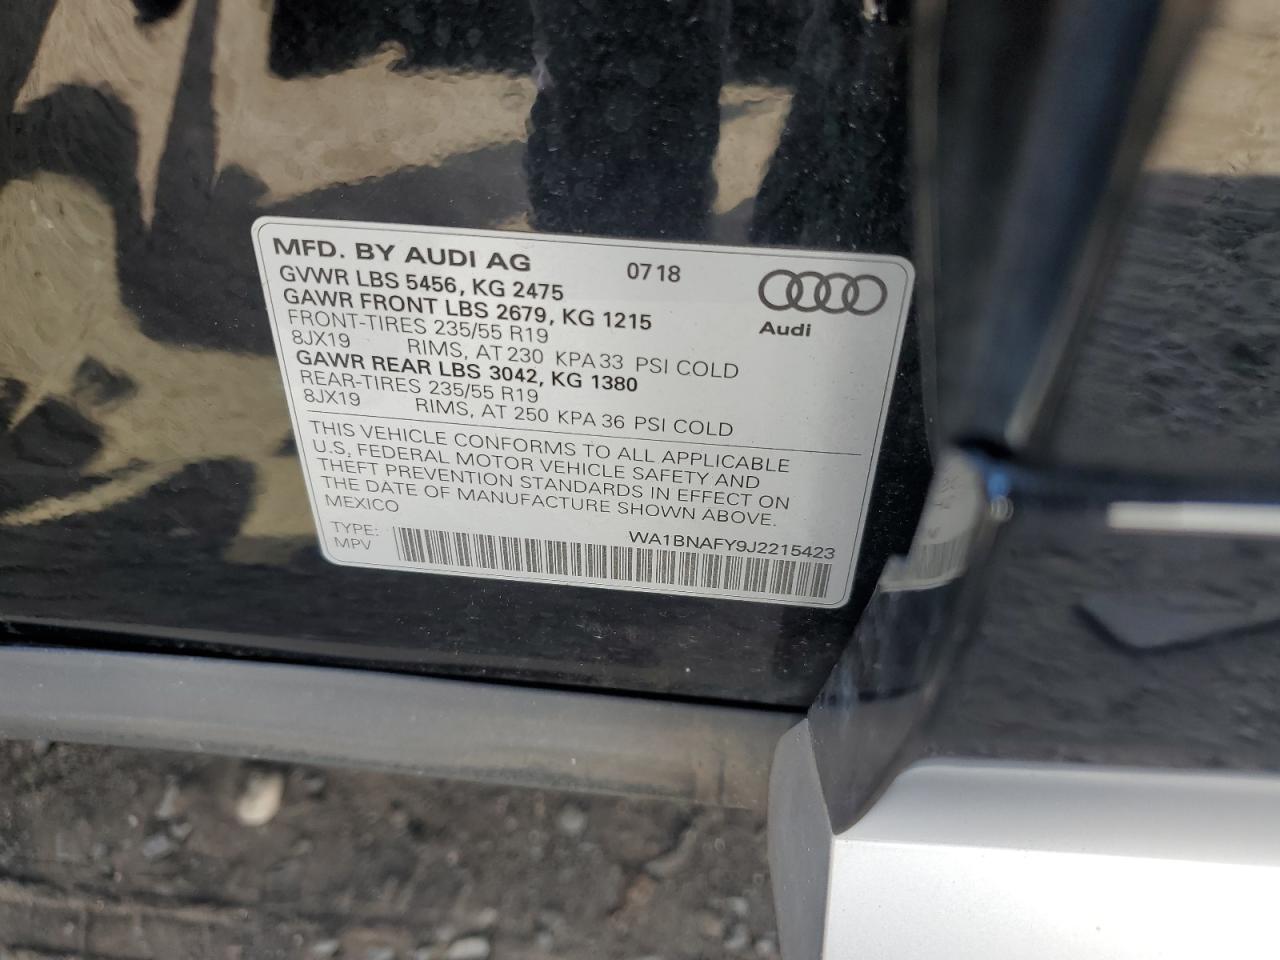 MFD. BY AUDI AG 0718
GVWR LBS 5456, KG 2475
GAWR FRONT LBS 2679, KG 1215
FRONT-TIRES 235/55 R19
8JX19 RIMS, AT 230 KPA 33 PSI COLD
GAWR REAR LBS 3042, KG 1380
REAR-TIRES 235/55 R19
8JX19 RIMS, AT 250 KPA 36 PSI COLD
Audi
THIS VEHICLE CONFORMS TO ALL APPLICABLE
U.S, FEDERAL MOTOR VEHICLE SAFETY AND
THEFT PREVENTION STANDARDS IN EFFECT ON
THE DATE OF MANUFACTURE SHOWN ABOVE.
MEXICO
TYPE: WA1BNAFY9J2215423
MPV